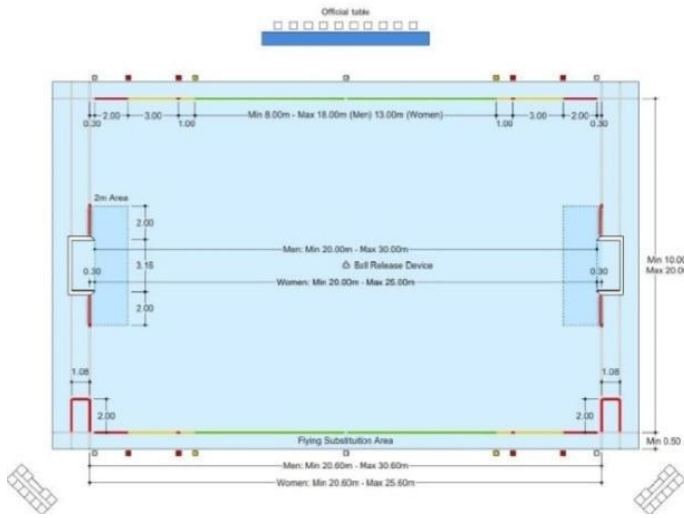 Official table
2.00 3.00 Min 8.00m - Max 18.00m (Men) 13.00m (Women) 3.00 2.00
0.30 1.00 1.00 0.30
2m Area
2.00
Men: Min 20.00m - Max 30.00m
Min 10.00
Max 20.00
3.15 Ball Release Device
0.30 0.30
Women: Min 20.00m - Max 25.00m
2.00
1.08 1.08
2.00 2.00
Flying Substitution Area
Min 0.50
Men: Min 20.60m - Max 30.60m
Women: Min 20.60m - Max 25.60m